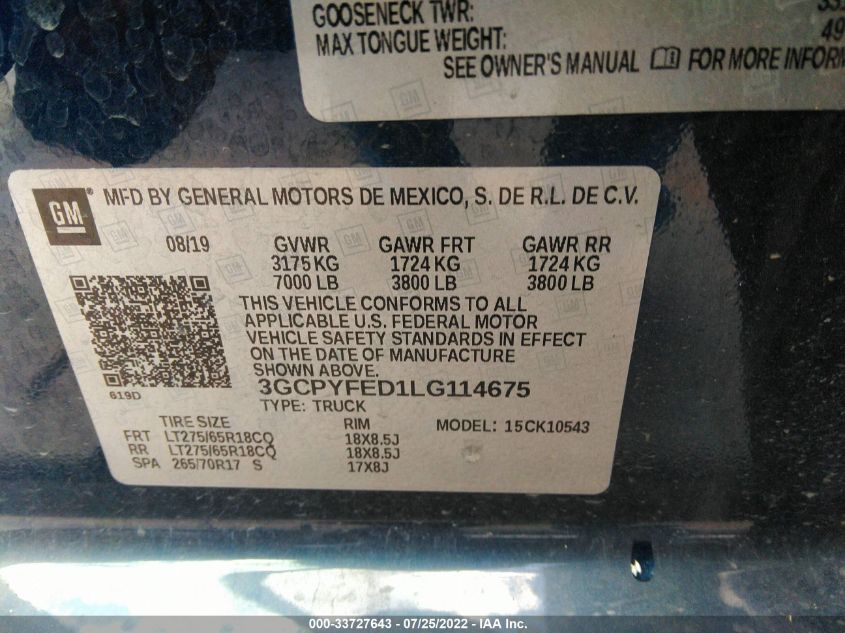 GOOSENECK TWR:
MAX TONGUE WEIGHT: 49
SEE OWNER'S MANUAL FOR MORE INFORM
GM
GM ® MFD BY GENERAL MOTORS DE MEXICO, S. DE R.L. DE C.V.
08/19 GVWR GAWR FRT GAWR RR
3175 KG 1724 KG 1724 KG
7000 LB 3800 LB 3800 LB
THIS VEHICLE CONFORMS TO ALL
APPLICABLE U.S. FEDERAL MOTOR
VEHICLE SAFETY STANDARDS IN EFFECT
ON THE DATE OF MANUFACTURE
SHOWN ABOVE.
619D
3GCPYFED1LG114675
TYPE: TRUCK
TIRE SIZE RIM MODEL: 15CK10543
FRT LT275/65R18CQ 18X8.5J
RR LT275/65R18CQ 18X8.5J
SPA 265/70R17 S 17X8J
000-33727643 - 07/25/2022 - IAA Inc.